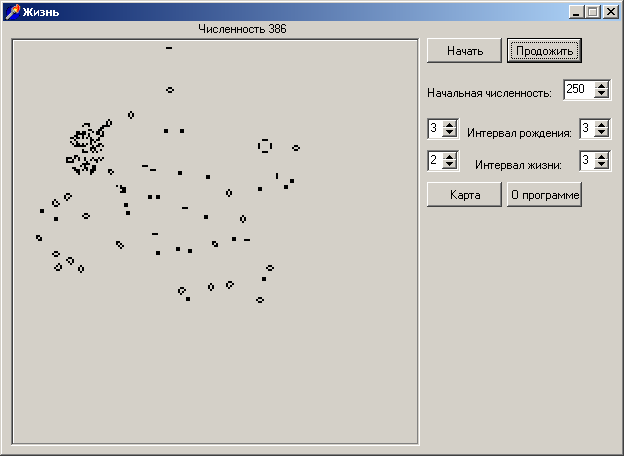 Жизнь
Численность 386
Начать
Продожить
Начальная численность: 250
3 Интервал рождения: 3
2 Интервал жизни: 3
Карта
О программе